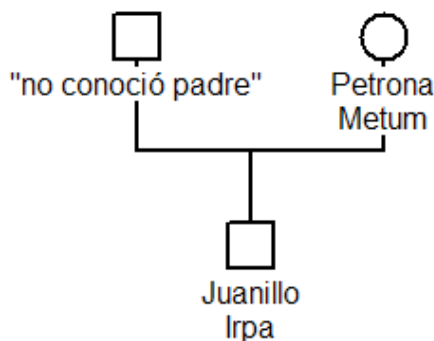 "no conoció padre"
Petrona
Metum
Juanillo
Irpa